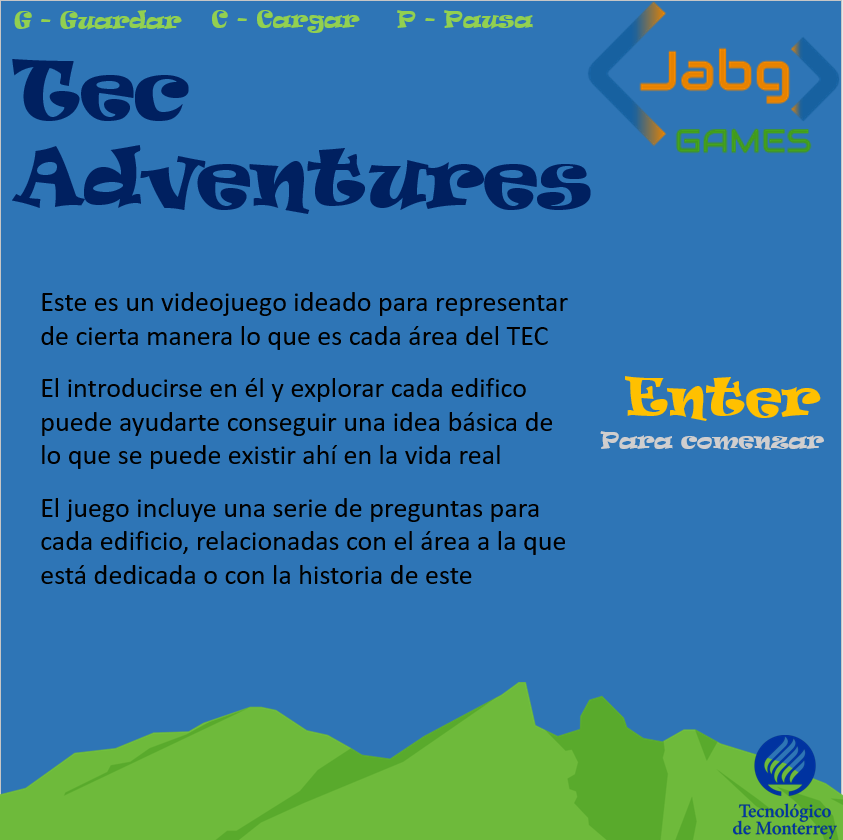 G - Guardar C - Cargar P - Pausa
Jabg
GAMES
Tec
Adventures
Este es un videojuego ideado para representar
de cierta manera lo que es cada área del TEC
El introducirse en él y explorar cada edifico
puede ayudarte conseguir una idea básica de
lo que se puede existir ahí en la vida real
El juego incluye una serie de preguntas para
cada edificio, relacionadas con el área a la que
está dedicada o con la historia de este
Enter
Para comenzar
Tecnológico
de Monterrey